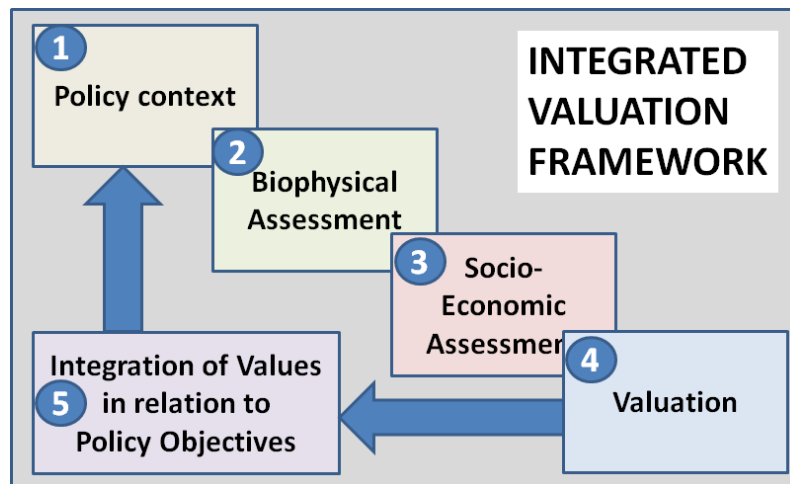 INTEGRATED
VALUATION
FRAMEWORK
1
Policy context
2
Biophysical
Assessment
3
Socio-
Economic
Assessmen
4
Valuation
5
Integration of Values
in relation to
Policy Objectives